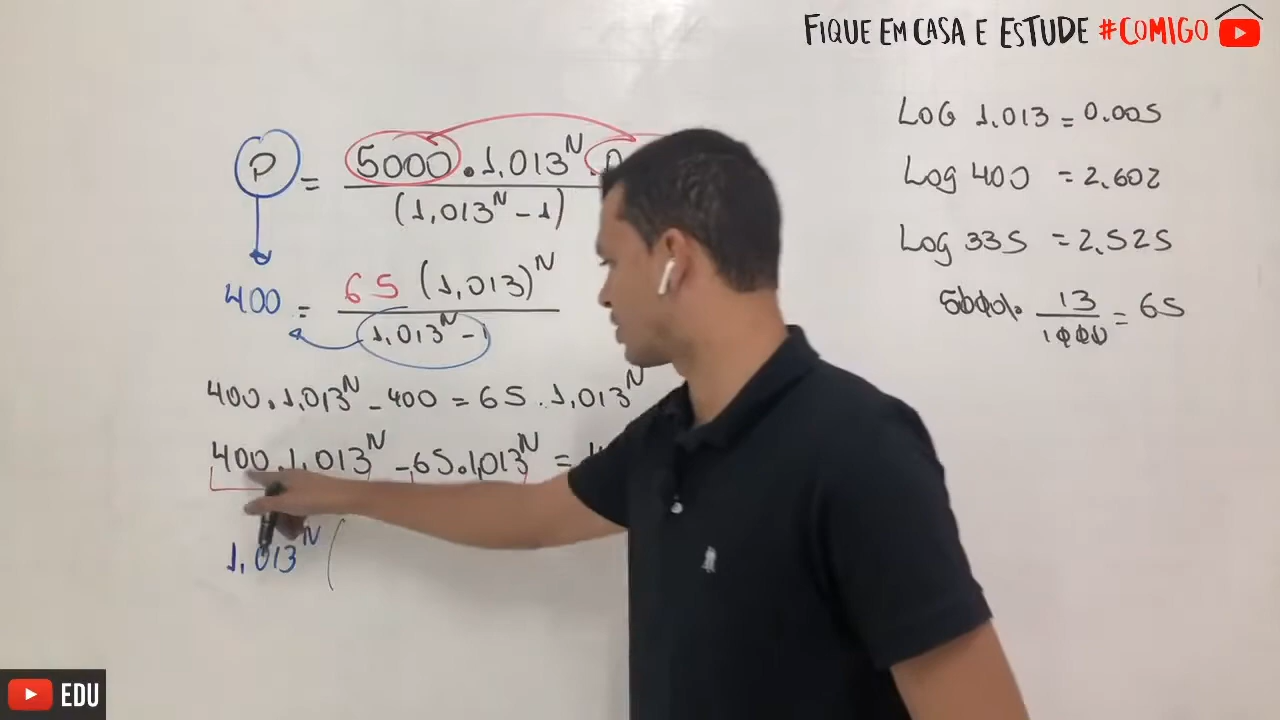 FIQUE EM CASA E ESTUDE #COMIGO
P = 5000 . 1,013^N . 0
(1,013^N - 1)
400 = 65 (1,013)^N
1,013^N - 1
400 . 1,013^N - 400 = 65 . 1,013^N
400 . 1,013^N - 65 . 1,013^N =
1,013^N (
LOG 1,013 = 0.005
Log 400 = 2,602
Log 335 = 2,525
5000 . 13/1000 = 65
EDU